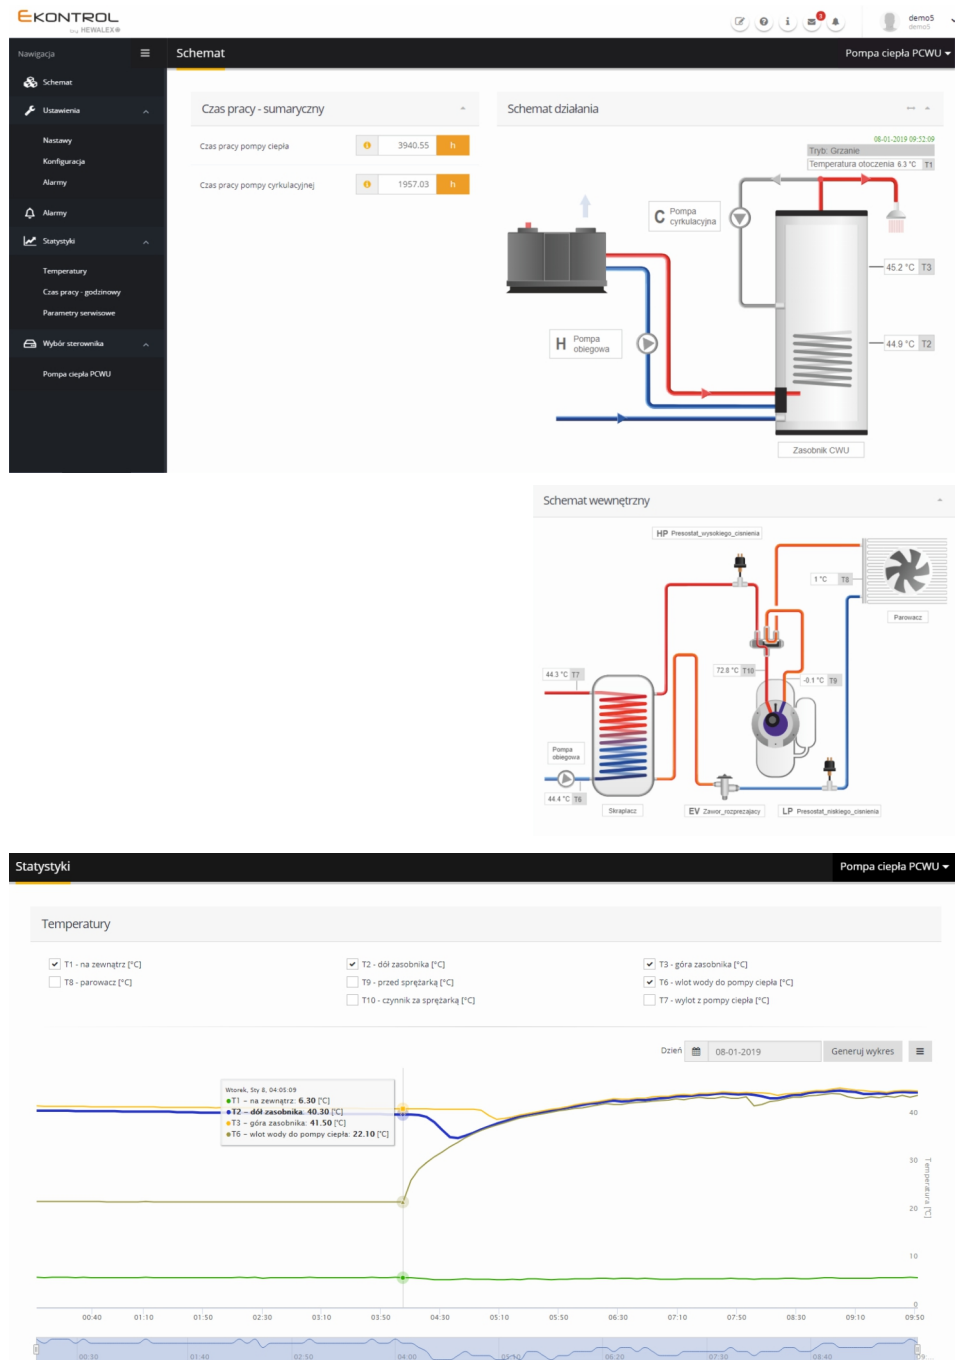 EKONTROL
by HEWALEX
demo5
demo5
Nawigacja
Schemat
Pompa ciepła PCWU
Schemat
Ustawienia
Nastawy
Konfiguracja
Alarmy
Alarmy
Statystyki
Temperatury
Czas pracy - godzinowy
Parametry serwisowe
Wybór sterownika
Pompa ciepła PCWU
Czas pracy - sumaryczny
Czas pracy pompy ciepła 3940.55 h
Czas pracy pompy cyrkulacyjnej 1957.03 h
Schemat działania
08-01-2019 09:52:09
Tryb: Grzanie
Temperatura otoczenia 6.3 °C T1
C Pompa
cyrkulacyjna
45.2 °C T3
H Pompa
obiegowa
44.9 °C T2
Zasobnik CWU
Schemat wewnętrzny
HP Presostat_wysokiego_cisnienia
1 °C T8
Parowacz
44.3 °C T7
72.8 °C T10
-0.1 °C T9
Pompa
obiegowa
44.4 °C T6
Skraplacz
EV Zawor_rozprezajacy
LP Presostat_niskiego_cisnienia
Statystyki
Pompa ciepła PCWU
Temperatury
T1 - na zewnątrz [°C]
T2 - dół zasobnika [°C]
T3 - góra zasobnika [°C]
T8 - parowacz [°C]
T9 - przed sprężarką [°C]
T6 - wlot wody do pompy ciepła [°C]
T10 - czynnik za sprężarką [°C]
T7 - wylot z pompy ciepła [°C]
Dzień 08-01-2019 Generuj wykres
Wtorek, Sty 8, 04:05:09
T1 - na zewnątrz: 6.30 [°C]
T2 - dół zasobnika: 40.30 [°C]
T3 - góra zasobnika: 41.50 [°C]
T6 - wlot wody do pompy ciepła: 22.10 [°C]
40
30
20
10
0
Temperatura [°C]
00:40 01:10 01:50 02:30 03:10 03:50 04:30 05:10 05:50 06:30 07:10 07:50 08:30 09:10 09:50
00:30 01:40 02:50 04:00 05:10 06:20 07:30 08:40